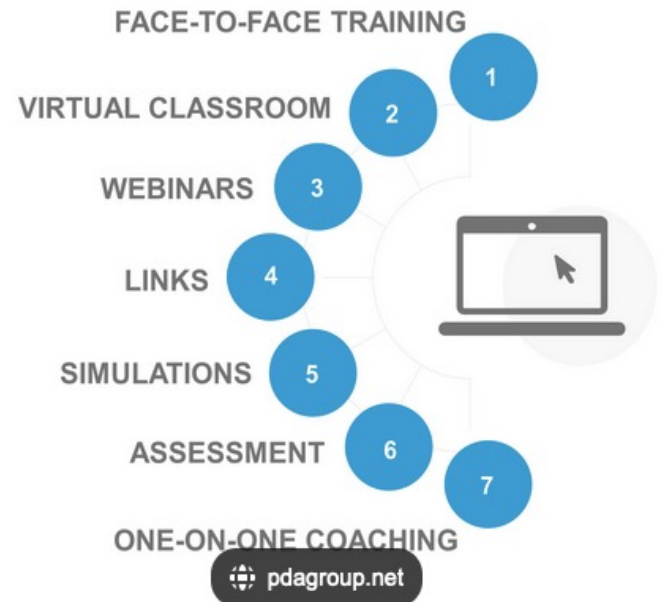 FACE-TO-FACE TRAINING
1
VIRTUAL CLASSROOM
2
WEBINARS
3
LINKS
4
SIMULATIONS
5
ASSESSMENT
6
7
ONE-ON-ONE COACHING
pdagroup.net